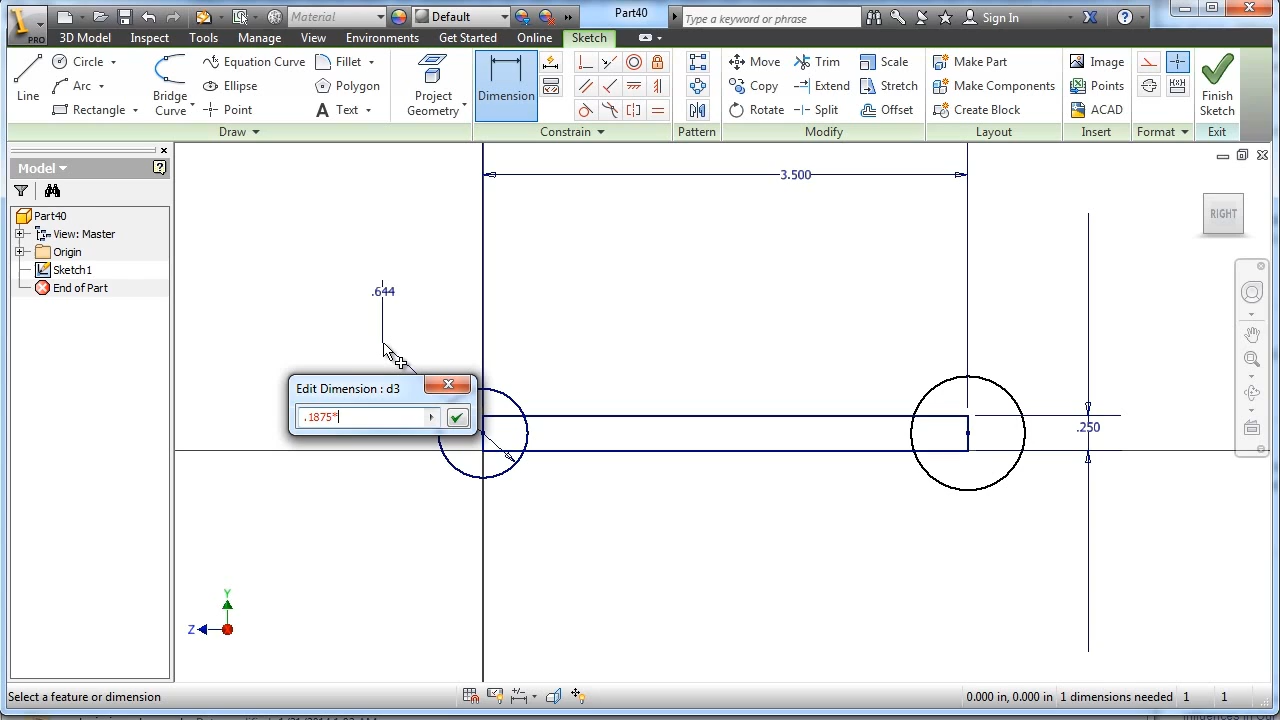 PRO
Material
Default
Part40
Type a keyword or phrase
Sign In
3D Model Inspect Tools Manage View Environments Get Started Online Sketch
Line
Circle
Arc
Rectangle
Bridge
Curve
Equation Curve
Ellipse
Point
Fillet
Polygon
A Text
Project
Geometry
Dimension
Move
Copy
Rotate
Trim
Extend
Split
Scale
Stretch
Offset
Make Part
Make Components
Create Block
Image
Points
ACAD
Finish
Sketch
Draw Constrain Pattern Modify Layout Insert Format Exit
Model
Part40
View: Master
Origin
Sketch1
End of Part
3.500
RIGHT
.644
Edit Dimension : d3
.1875*
.250
Y
Z
Select a feature or dimension
0.000 in, 0.000 in 1 dimensions needed 1 1